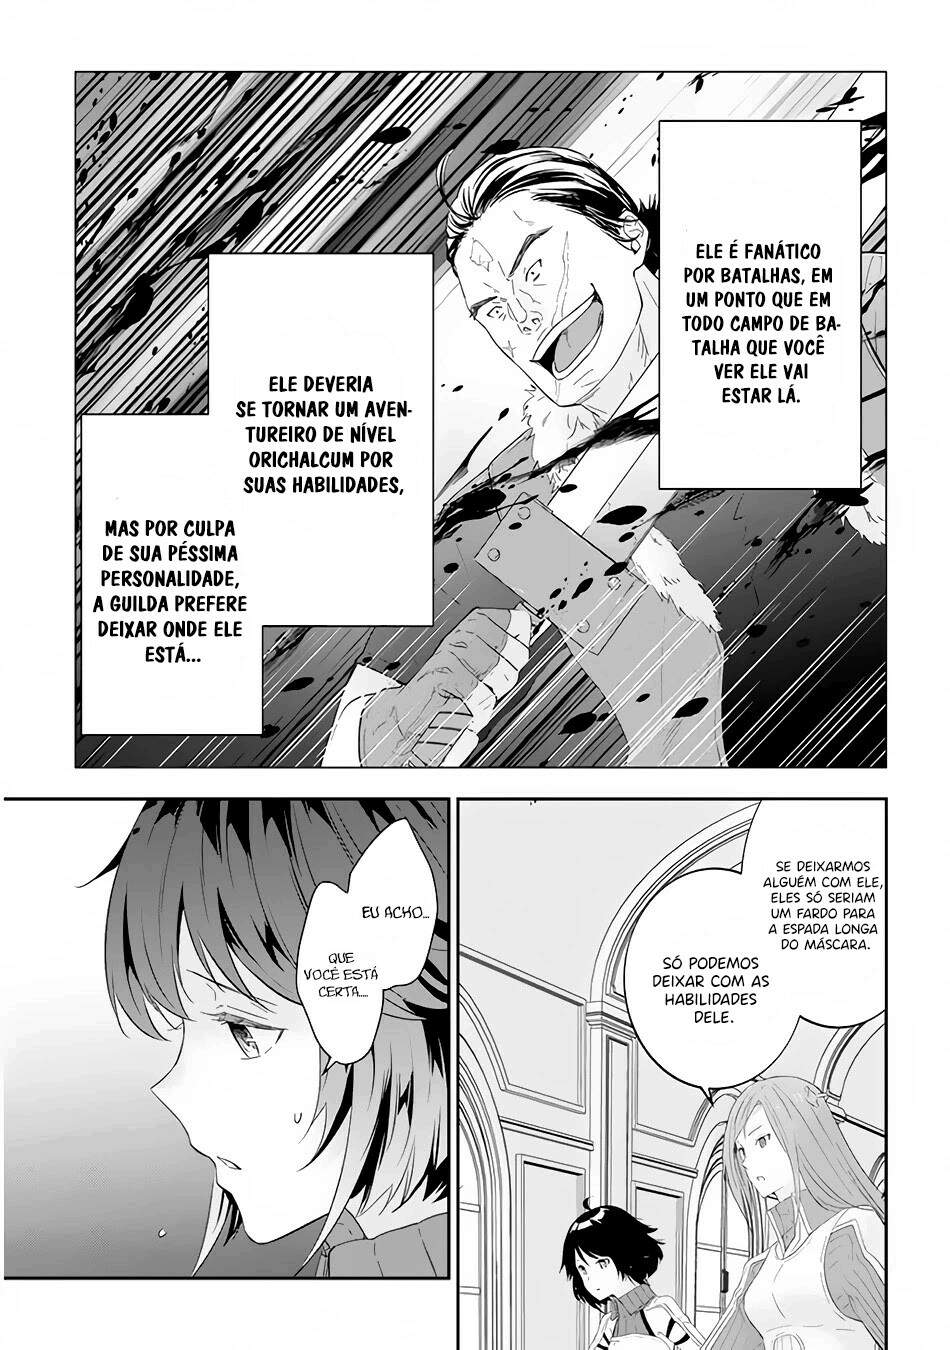 ELE É FANÁTICO
POR BATALHAS, EM
UM PONTO QUE EM
TODO CAMPO DE BA-
TALHA QUE VOCÊ
VER ELE VAI
ESTAR LÁ.
ELE DEVERIA
SE TORNAR UM AVEN-
TUREIRO DE NÍVEL
ORICHALCUM POR
SUAS HABILIDADES,
MAS POR CULPA
DE SUA PÉSSIMA
PERSONALIDADE,
A GUILDA PREFERE
DEIXAR ONDE ELE
ESTÁ...
SE DEIXARMOS
ALGUÉM COM ELE,
ELES SÓ SERIAM
UM FARDO PARA
A ESPADA LONGA
DO MÁSCARA.
SÓ PODEMOS
DEIXAR COM AS
HABILIDADES
DELE.
EU ACHO...
QUE
VOCÊ ESTÁ
CERTA....